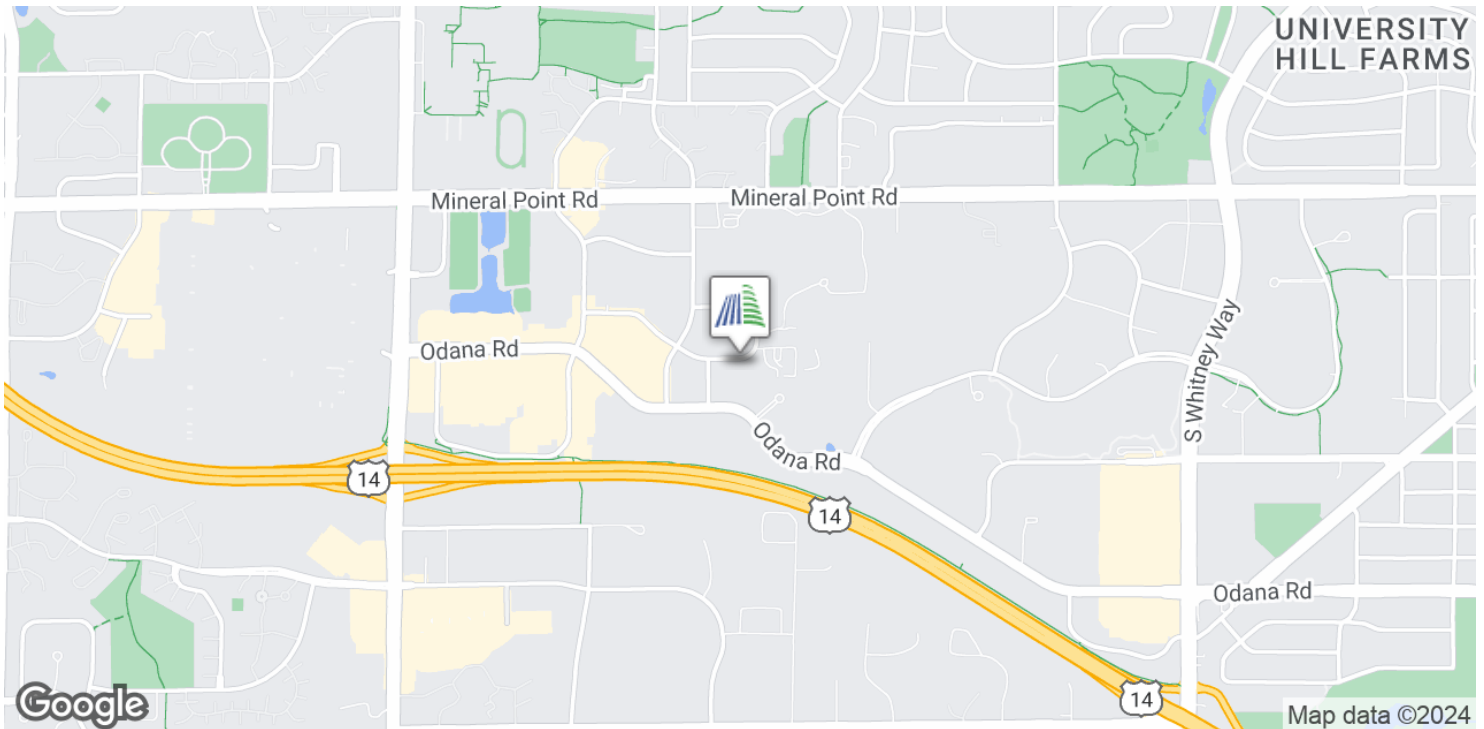 UNIVERSITY
HILL FARMS
Mineral Point Rd
Mineral Point Rd
Odana Rd
S Whitney Way
Odana Rd
14
14
Odana Rd
14
Google
Map data ©2024